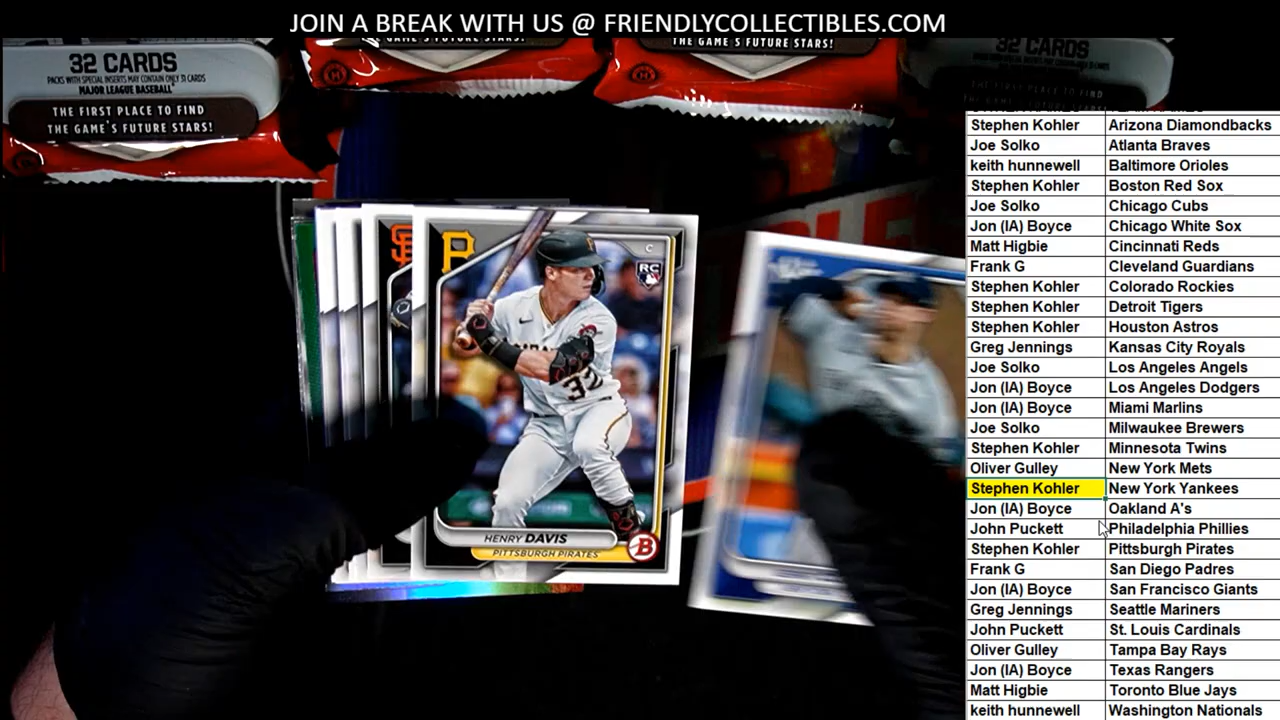 JOIN A BREAK WITH US @ FRIENDLYCOLLECTIBLES.COM
32 CARDS
PACKS WITH SPECIAL INSERTS MAY CONTAIN ONLY 31 CARDS
MAJOR LEAGUE BASEBALL
THE FIRST PLACE TO FIND
THE GAME'S FUTURE STARS!
THE GAME'S FUTURE STARS!
32 CARDS
Stephen Kohler Arizona Diamondbacks
Joe Solko Atlanta Braves
keith hunnewell Baltimore Orioles
Stephen Kohler Boston Red Sox
Joe Solko Chicago Cubs
Jon (IA) Boyce Chicago White Sox
Matt Higbie Cincinnati Reds
Frank G Cleveland Guardians
Stephen Kohler Colorado Rockies
Stephen Kohler Detroit Tigers
Stephen Kohler Houston Astros
Greg Jennings Kansas City Royals
Joe Solko Los Angeles Angels
Jon (IA) Boyce Los Angeles Dodgers
Jon (IA) Boyce Miami Marlins
Joe Solko Milwaukee Brewers
Stephen Kohler Minnesota Twins
Oliver Gulley New York Mets
Stephen Kohler New York Yankees
Jon (IA) Boyce Oakland A's
John Puckett Philadelphia Phillies
Stephen Kohler Pittsburgh Pirates
Frank G San Diego Padres
Jon (IA) Boyce San Francisco Giants
Greg Jennings Seattle Mariners
John Puckett St. Louis Cardinals
Oliver Gulley Tampa Bay Rays
Jon (IA) Boyce Texas Rangers
Matt Higbie Toronto Blue Jays
keith hunnewell Washington Nationals
SF
P
C
RC
32
HENRY DAVIS
PITTSBURGH PIRATES
B